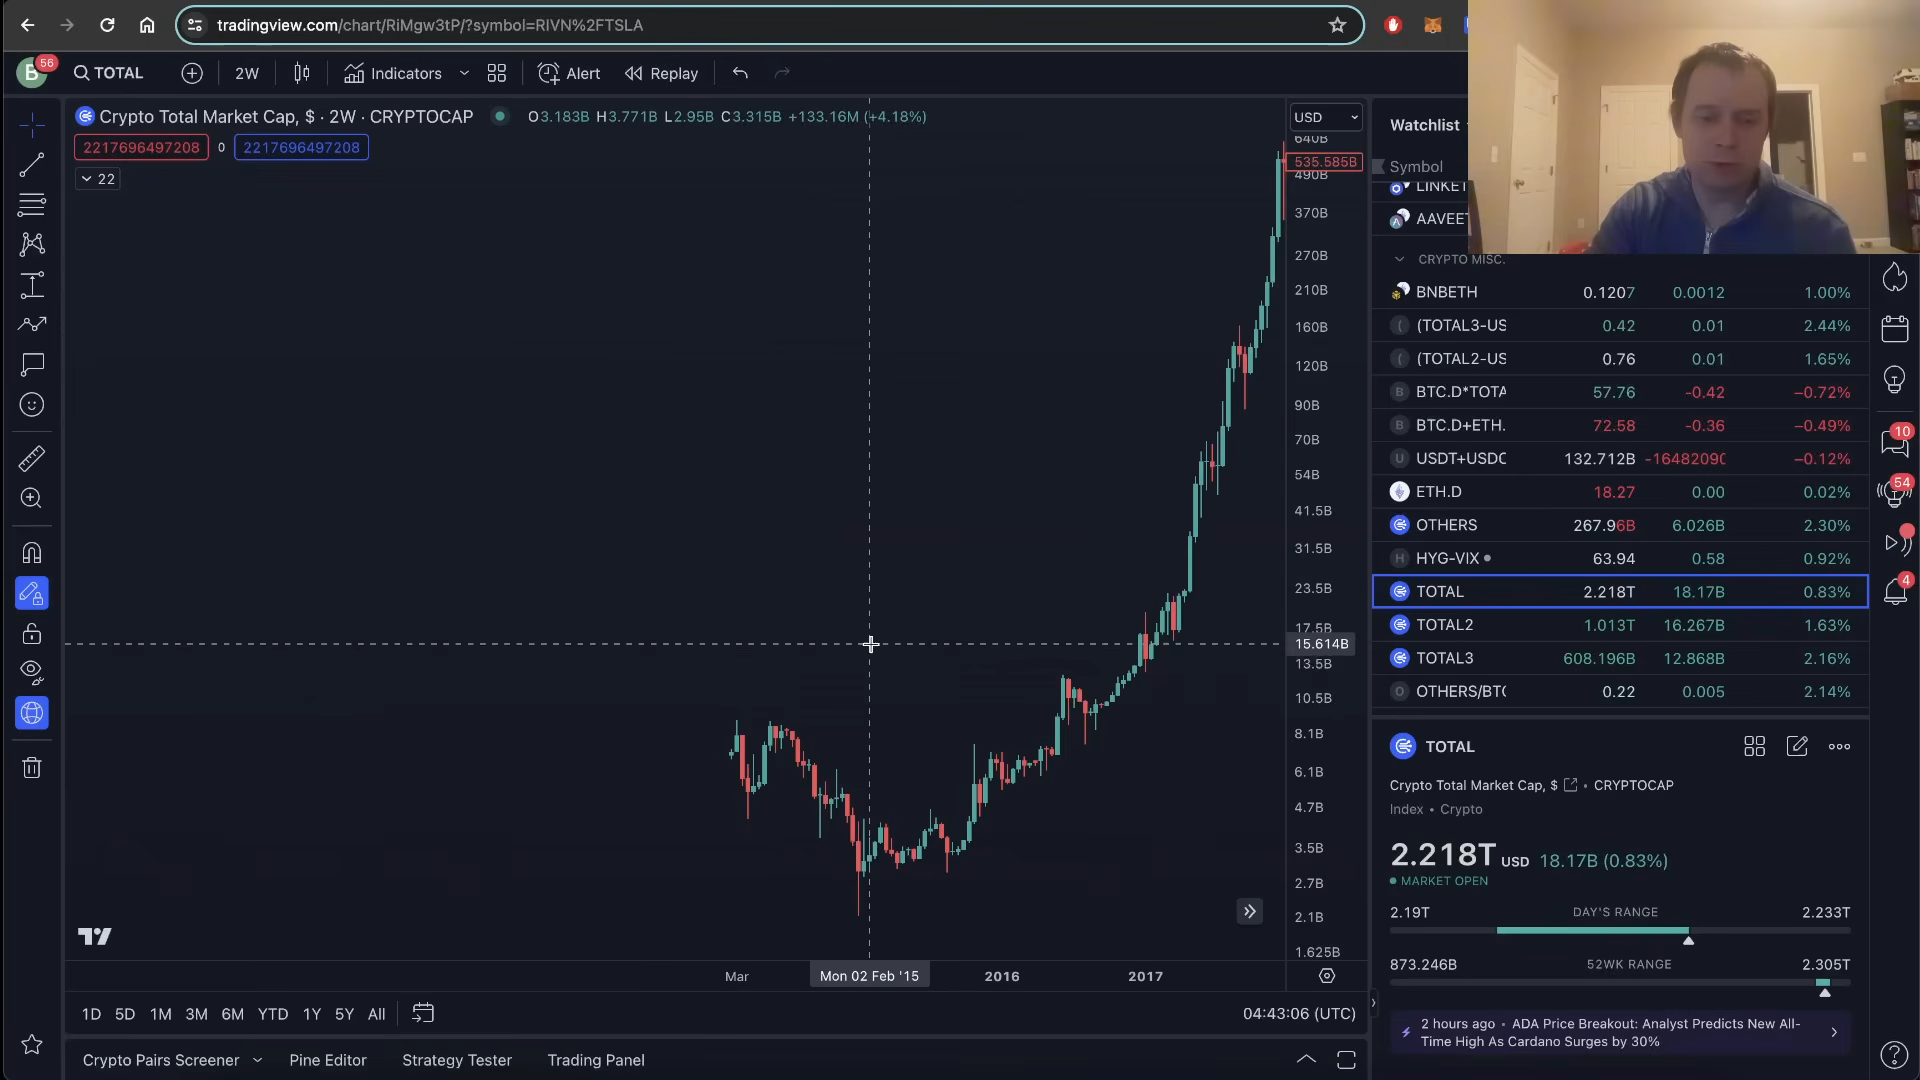 tradingview.com/chart/RiMgw3tP/?symbol=RIVN%2FTSLA
B 56 TOTAL 2W Indicators Alert Replay
Crypto Total Market Cap, $ · 2W · CRYPTOCAP O3.183B H3.771B L2.95B C3.315B +133.16M (+4.18%)
2217696497208 0 2217696497208
22
USD
640B
535.585B
490B
370B
270B
210B
160B
120B
90B
70B
54B
41.5B
31.5B
23.5B
17.5B
15.614B
13.5B
10.5B
8.1B
6.1B
4.7B
3.5B
2.7B
2.1B
1.625B
Mar Mon 02 Feb '15 2016 2017
1D 5D 1M 3M 6M YTD 1Y 5Y All 04:43:06 (UTC)
Crypto Pairs Screener Pine Editor Strategy Tester Trading Panel
Watchlist
Symbol
LINKET
AAVEET
CRYPTO MISC.
BNBETH 0.1207 0.0012 1.00%
(TOTAL3-US 0.42 0.01 2.44%
(TOTAL2-US 0.76 0.01 1.65%
BTC.D*TOTA 57.76 -0.42 -0.72%
BTC.D+ETH. 72.58 -0.36 -0.49%
USDT+USDC 132.712B -1648209 -0.12%
ETH.D 18.27 0.00 0.02%
OTHERS 267.96B 6.026B 2.30%
HYG-VIX 63.94 0.58 0.92%
TOTAL 2.218T 18.17B 0.83%
TOTAL2 1.013T 16.267B 1.63%
TOTAL3 608.196B 12.868B 2.16%
OTHERS/BTC 0.22 0.005 2.14%
TOTAL
Crypto Total Market Cap, $ • CRYPTOCAP
Index • Crypto
2.218T USD 18.17B (0.83%)
MARKET OPEN
2.19T DAY'S RANGE 2.233T
873.246B 52WK RANGE 2.305T
2 hours ago • ADA Price Breakout: Analyst Predicts New All-
Time High As Cardano Surges by 30%
10
54
4